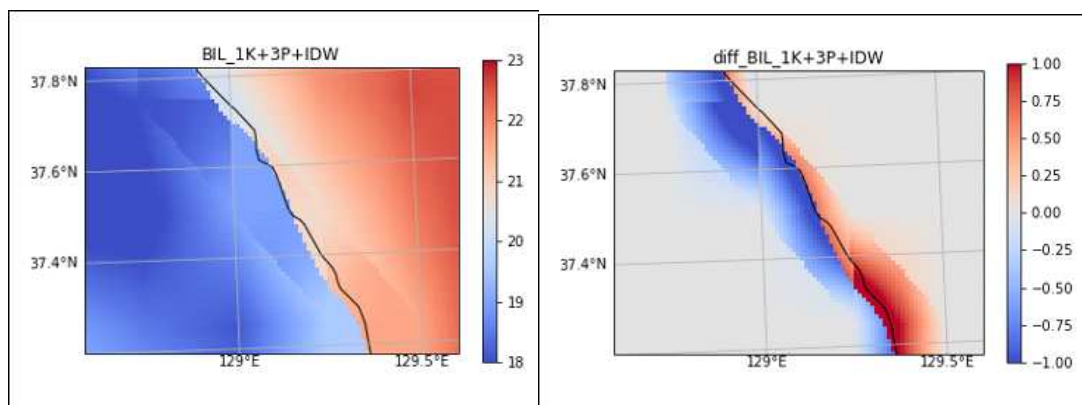 BIL_1K+3P+IDW
37.8°N
37.6°N
37.4°N
129°E
129.5°E
23
22
21
20
19
18
diff_BIL_1K+3P+IDW
37.8°N
37.6°N
37.4°N
129°E
129.5°E
1.00
0.75
0.50
0.25
0.00
−0.25
−0.50
−0.75
−1.00